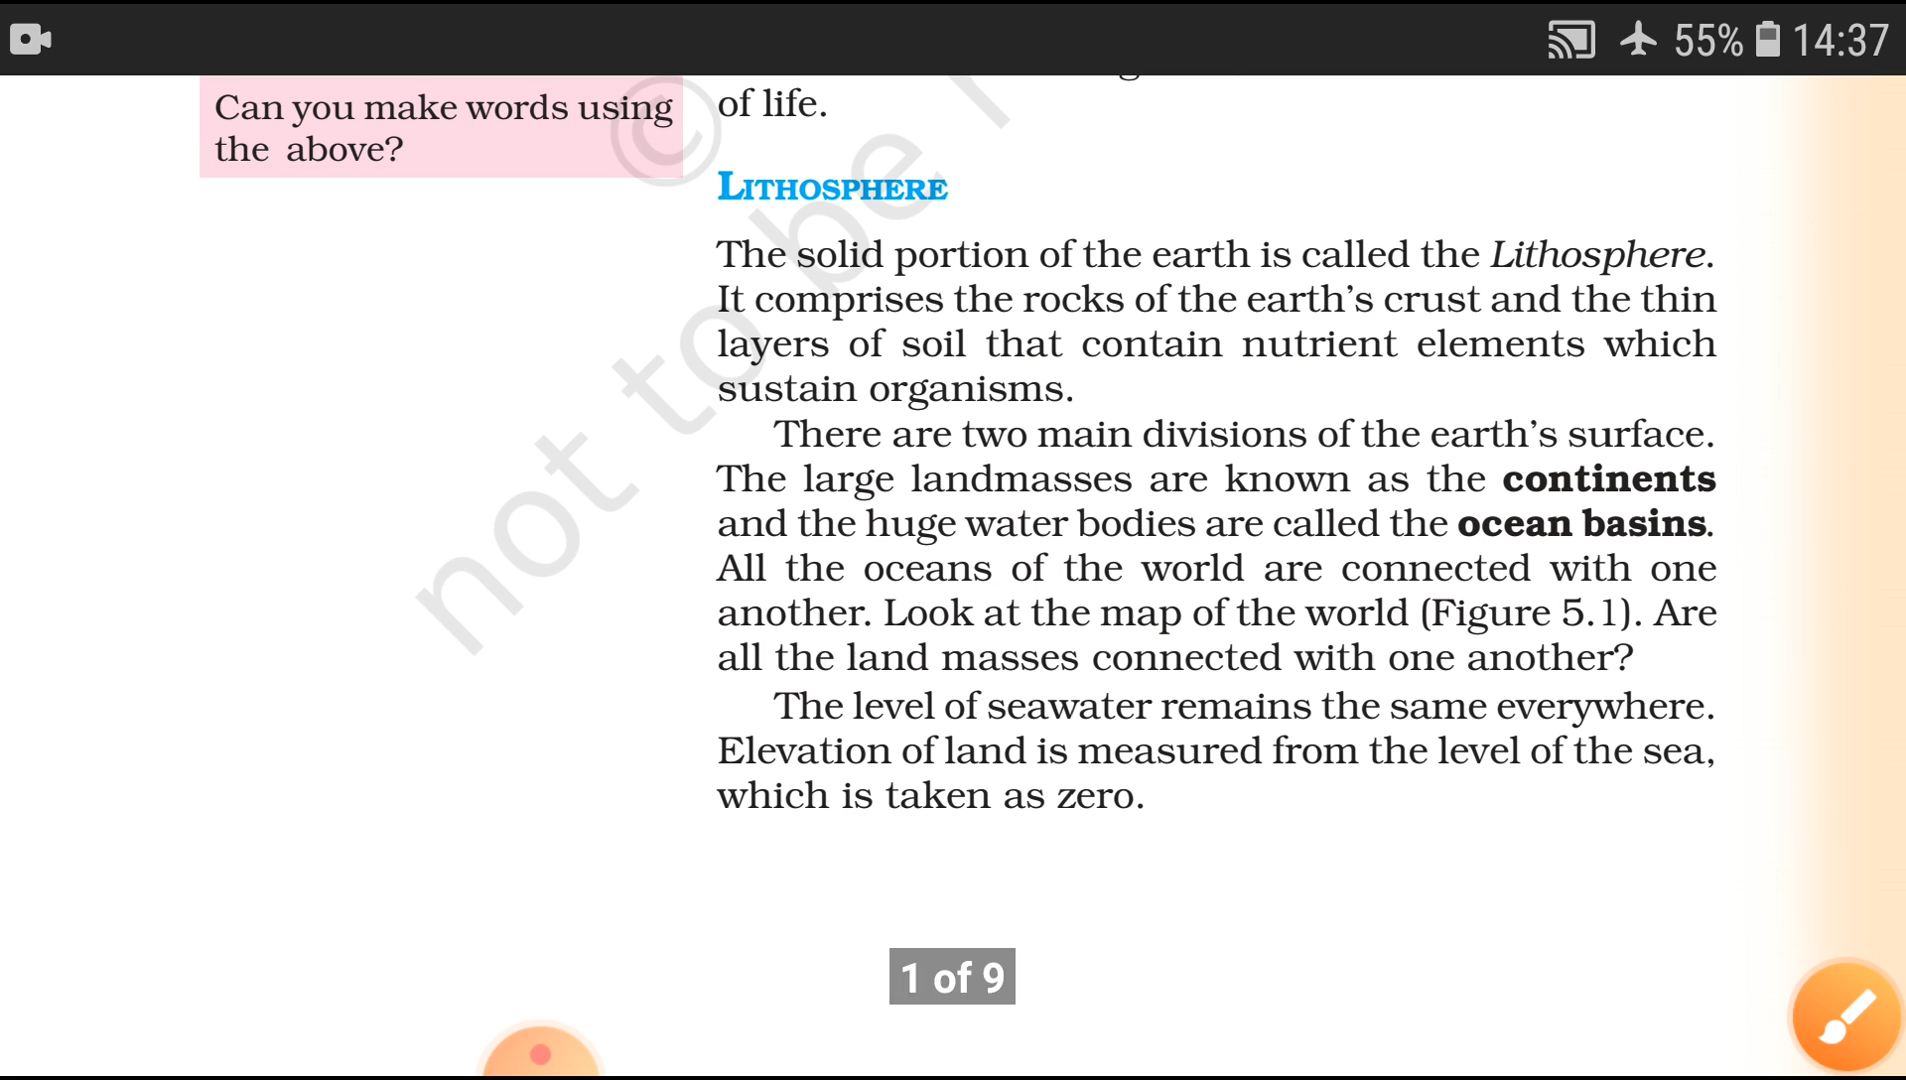 55% 14:37
Can you make words using
the above?
of life.
LITHOSPHERE
The solid portion of the earth is called the Lithosphere.
It comprises the rocks of the earth's crust and the thin
layers of soil that contain nutrient elements which
sustain organisms.
There are two main divisions of the earth's surface.
The large landmasses are known as the continents
and the huge water bodies are called the ocean basins.
All the oceans of the world are connected with one
another. Look at the map of the world (Figure 5.1). Are
all the land masses connected with one another?
The level of seawater remains the same everywhere.
Elevation of land is measured from the level of the sea,
which is taken as zero.
© not to be
1 of 9